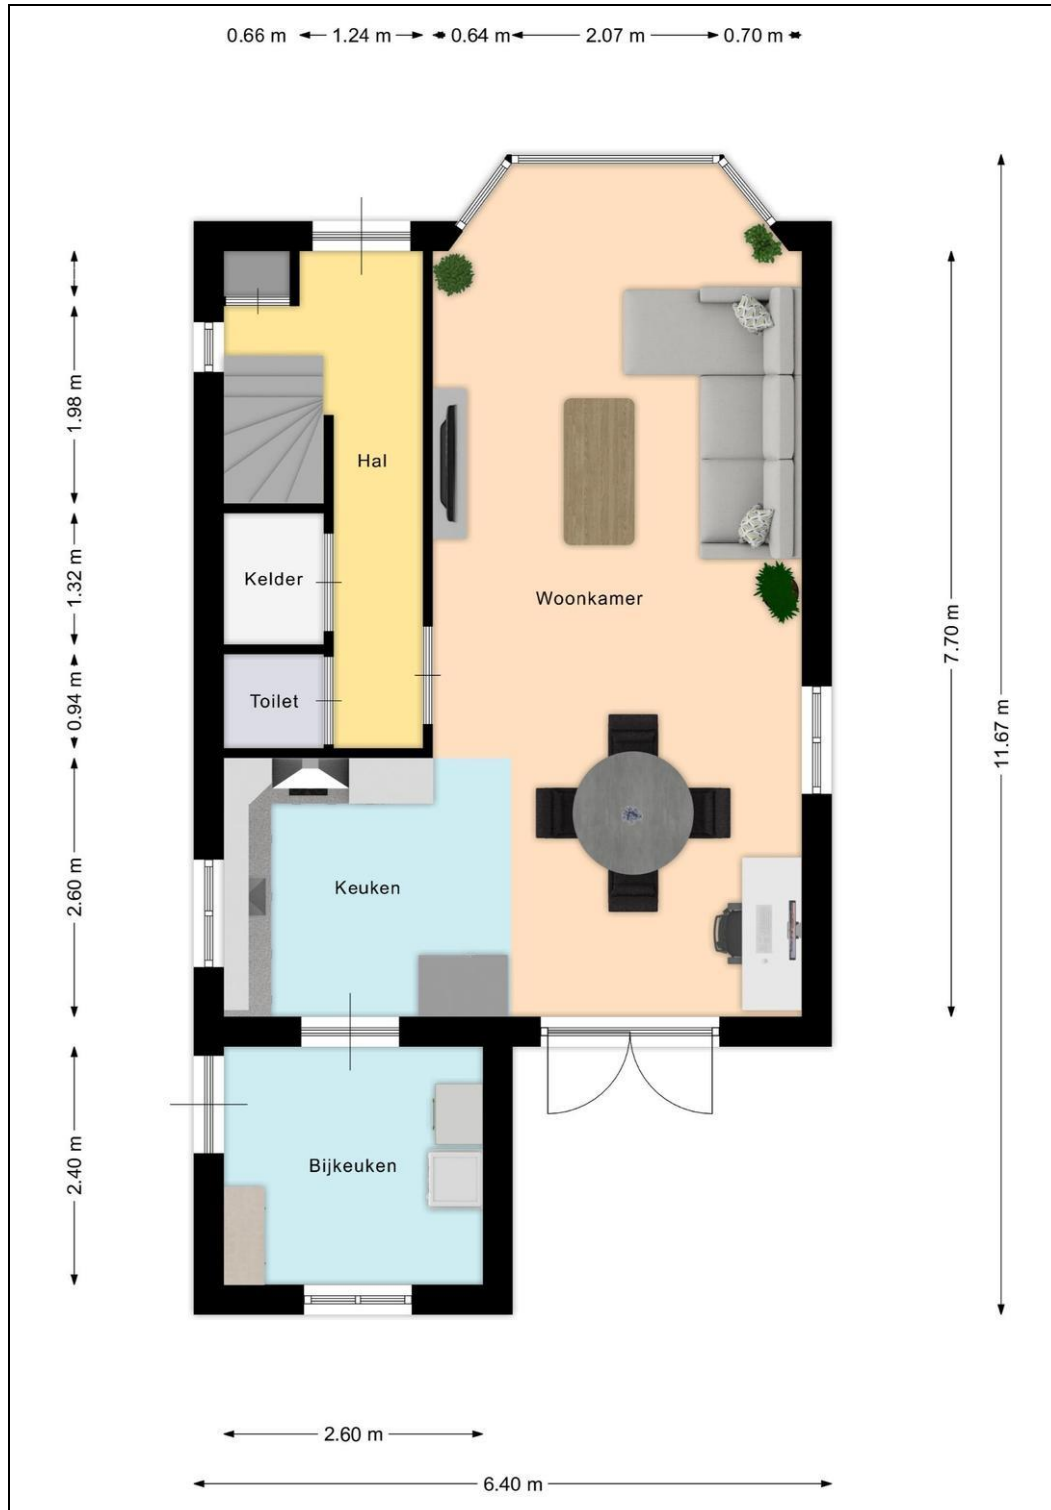 0.66 m 1.24 m 0.64 m 2.07 m 0.70 m
1.98 m
Hal
1.32 m
Kelder
Woonkamer
7.70 m
0.94 m
Toilet
11.67 m
2.60 m
Keuken
2.40 m
Bijkeuken
2.60 m
6.40 m